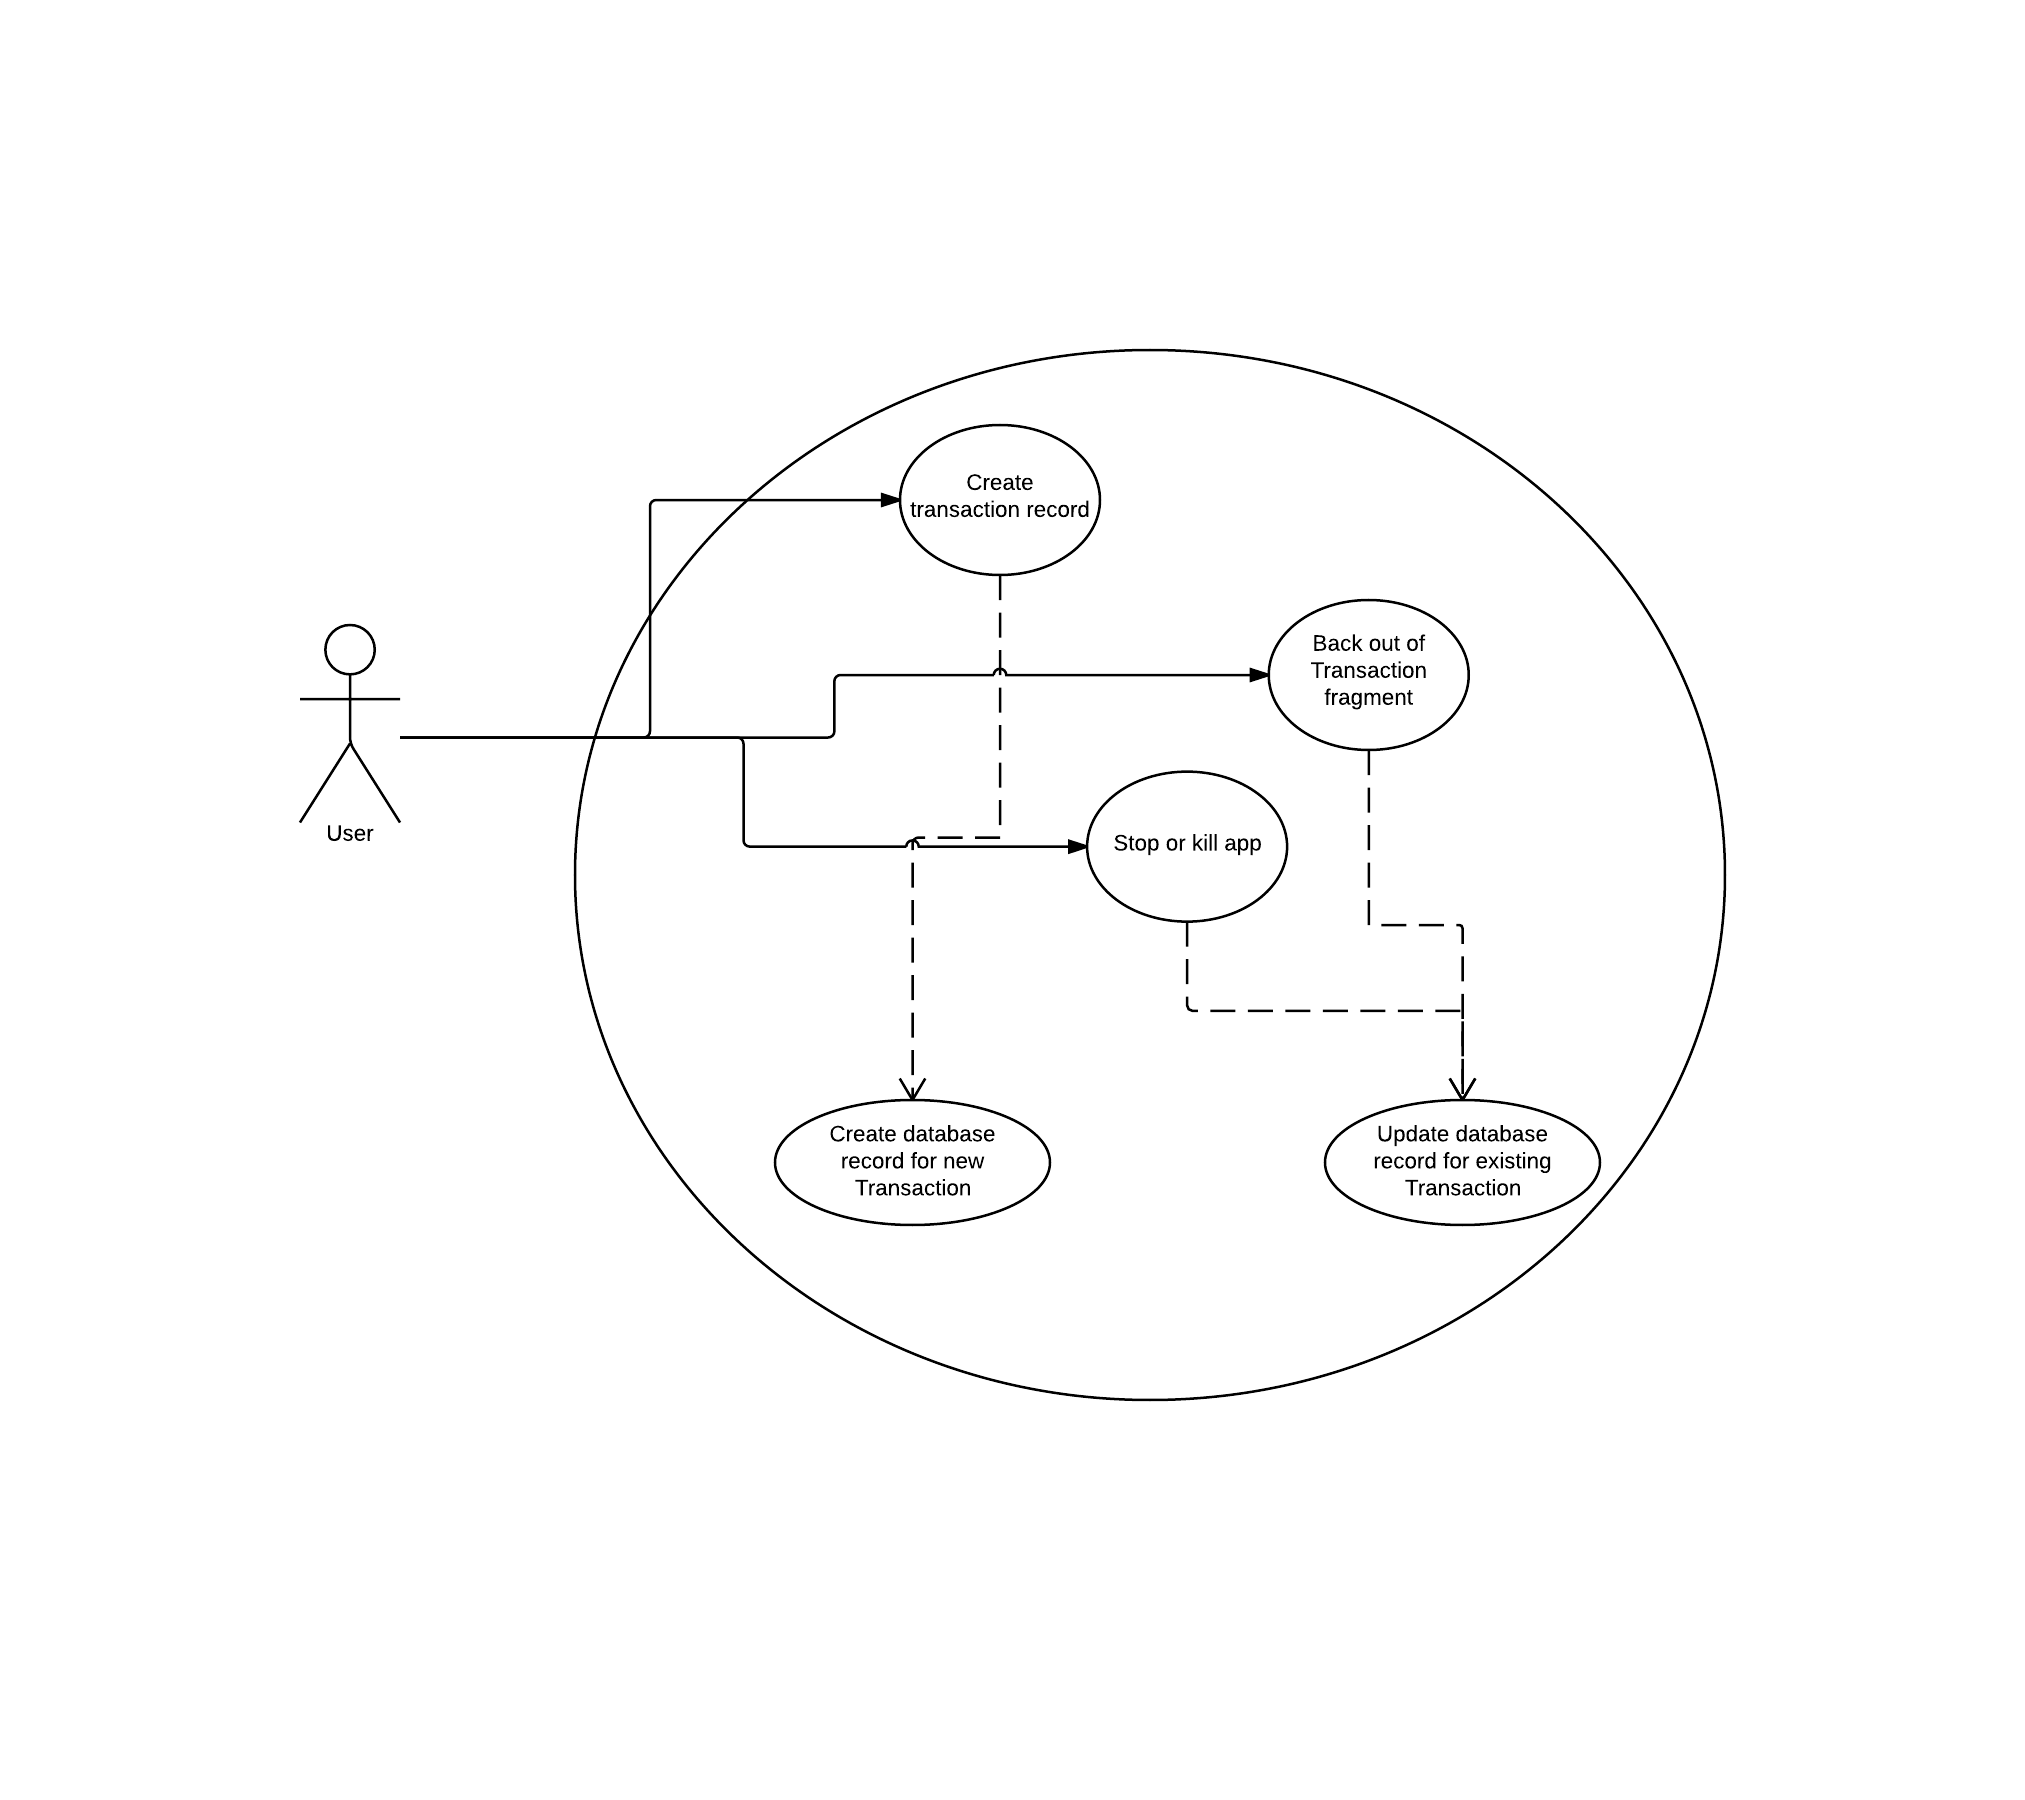 Create
transaction record
Back out of
Transaction
fragment
User
Stop or kill app
Create database
record for new
Transaction
Update database
record for existing
Transaction